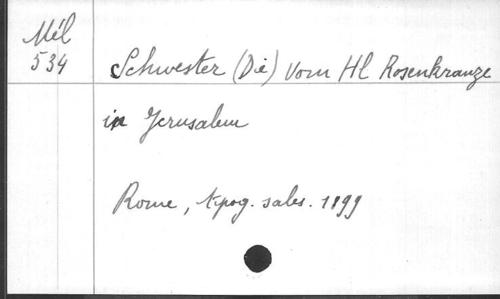 Mél
534
Schwester (Die) vom Hl Rosenkranze
in Jerusalem
Rome, typog. sales. 1899